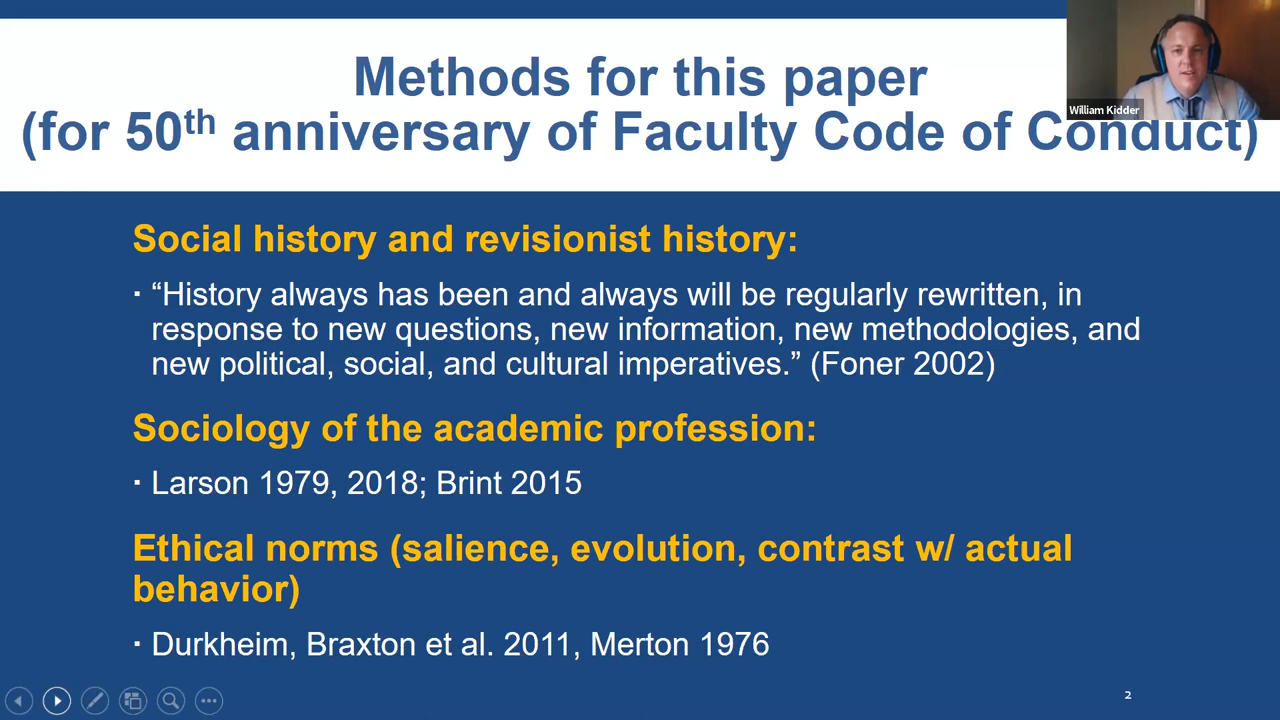 Methods for this paper
(for 50th anniversary of Faculty Code of Conduct)
William Kidder
Social history and revisionist history:
▪ “History always has been and always will be regularly rewritten, in
response to new questions, new information, new methodologies, and
new political, social, and cultural imperatives.” (Foner 2002)
Sociology of the academic profession:
▪ Larson 1979, 2018; Brint 2015
Ethical norms (salience, evolution, contrast w/ actual
behavior)
▪ Durkheim, Braxton et al. 2011, Merton 1976
2